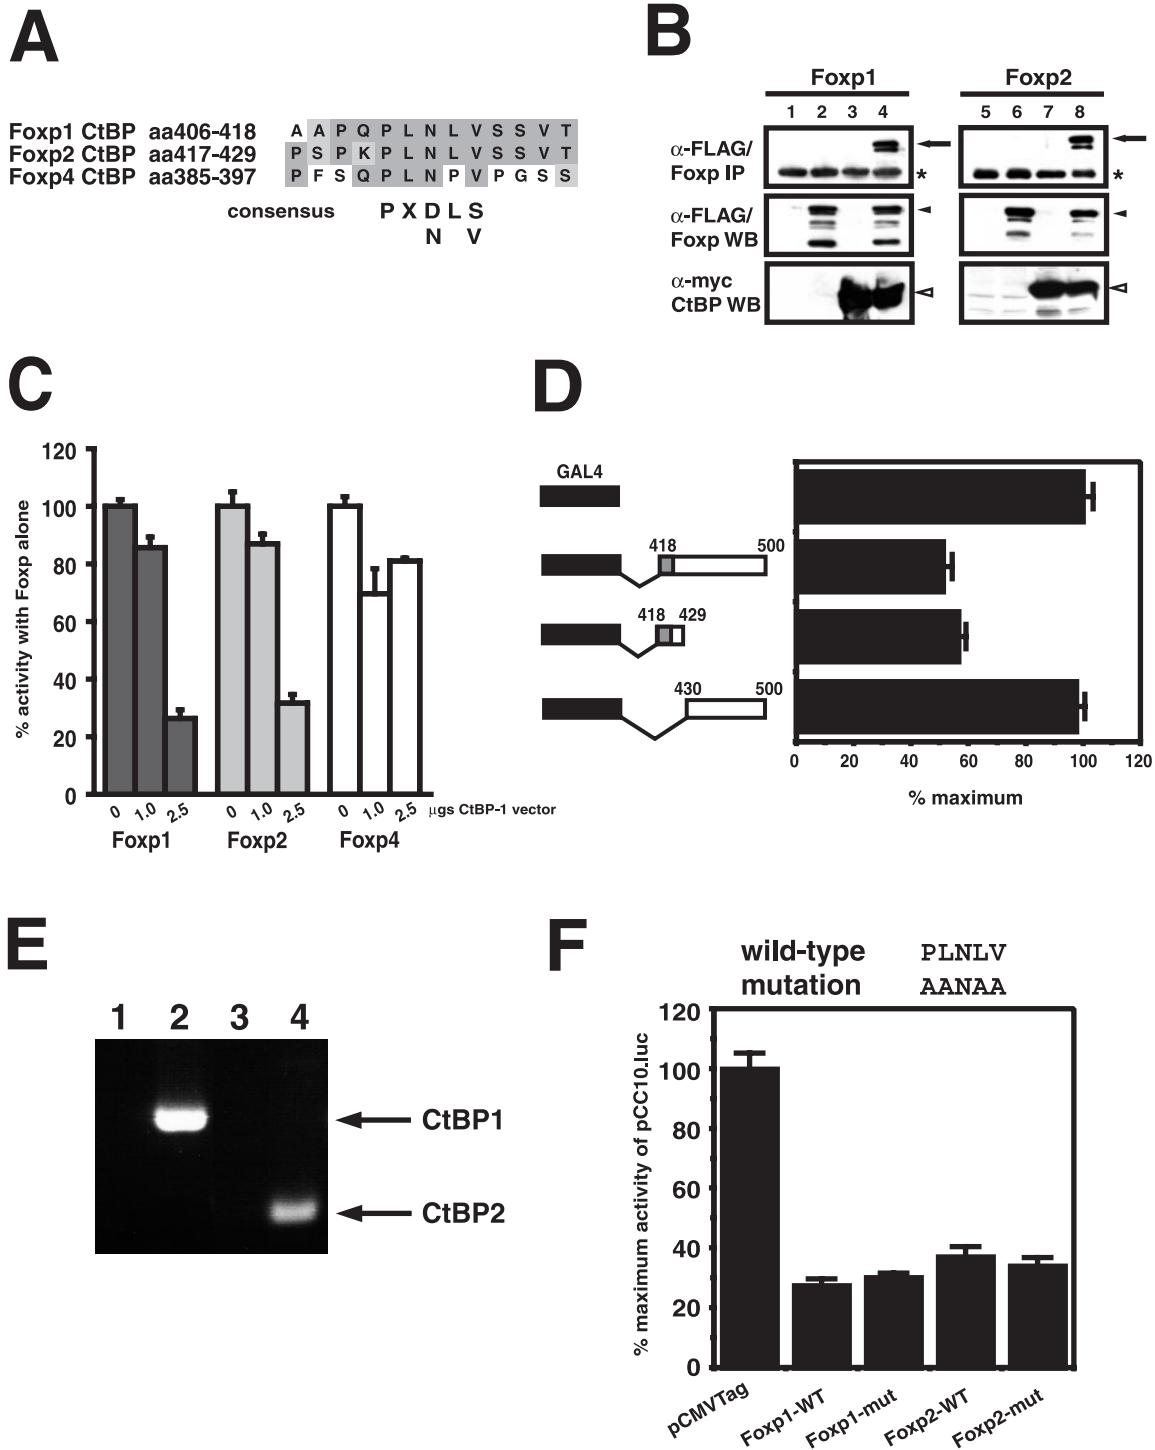 A
Foxp1 CtBP aa406-418 A A P Q P L N L V S S V T
Foxp2 CtBP aa417-429 P S P K P L N L V S S V T
Foxp4 CtBP aa385-397 P F S Q P L N P V P G S S
consensus P X D L S
N V
B
Foxp1 Foxp2
1 2 3 4 5 6 7 8
α-FLAG/
Foxp IP * *
α-FLAG/
Foxp WB
α-myc
CtBP WB
C
% activity with Foxp alone
120
100
80
60
40
20
0
0 1.0 2.5 0 1.0 2.5 0 1.0 2.5 µgs CtBP-1 vector
Foxp1 Foxp2 Foxp4
D
GAL4
418 500
418 429
430 500
0 20 40 60 80 100 120
% maximum
E
1 2 3 4
CtBP1
CtBP2
F
wild-type PLNLV
mutation AANAA
% maximum activity of pCC10.luc
120
100
80
60
40
20
0
pCMVTag Foxp1-WT Foxp1-mut Foxp2-WT Foxp2-mut